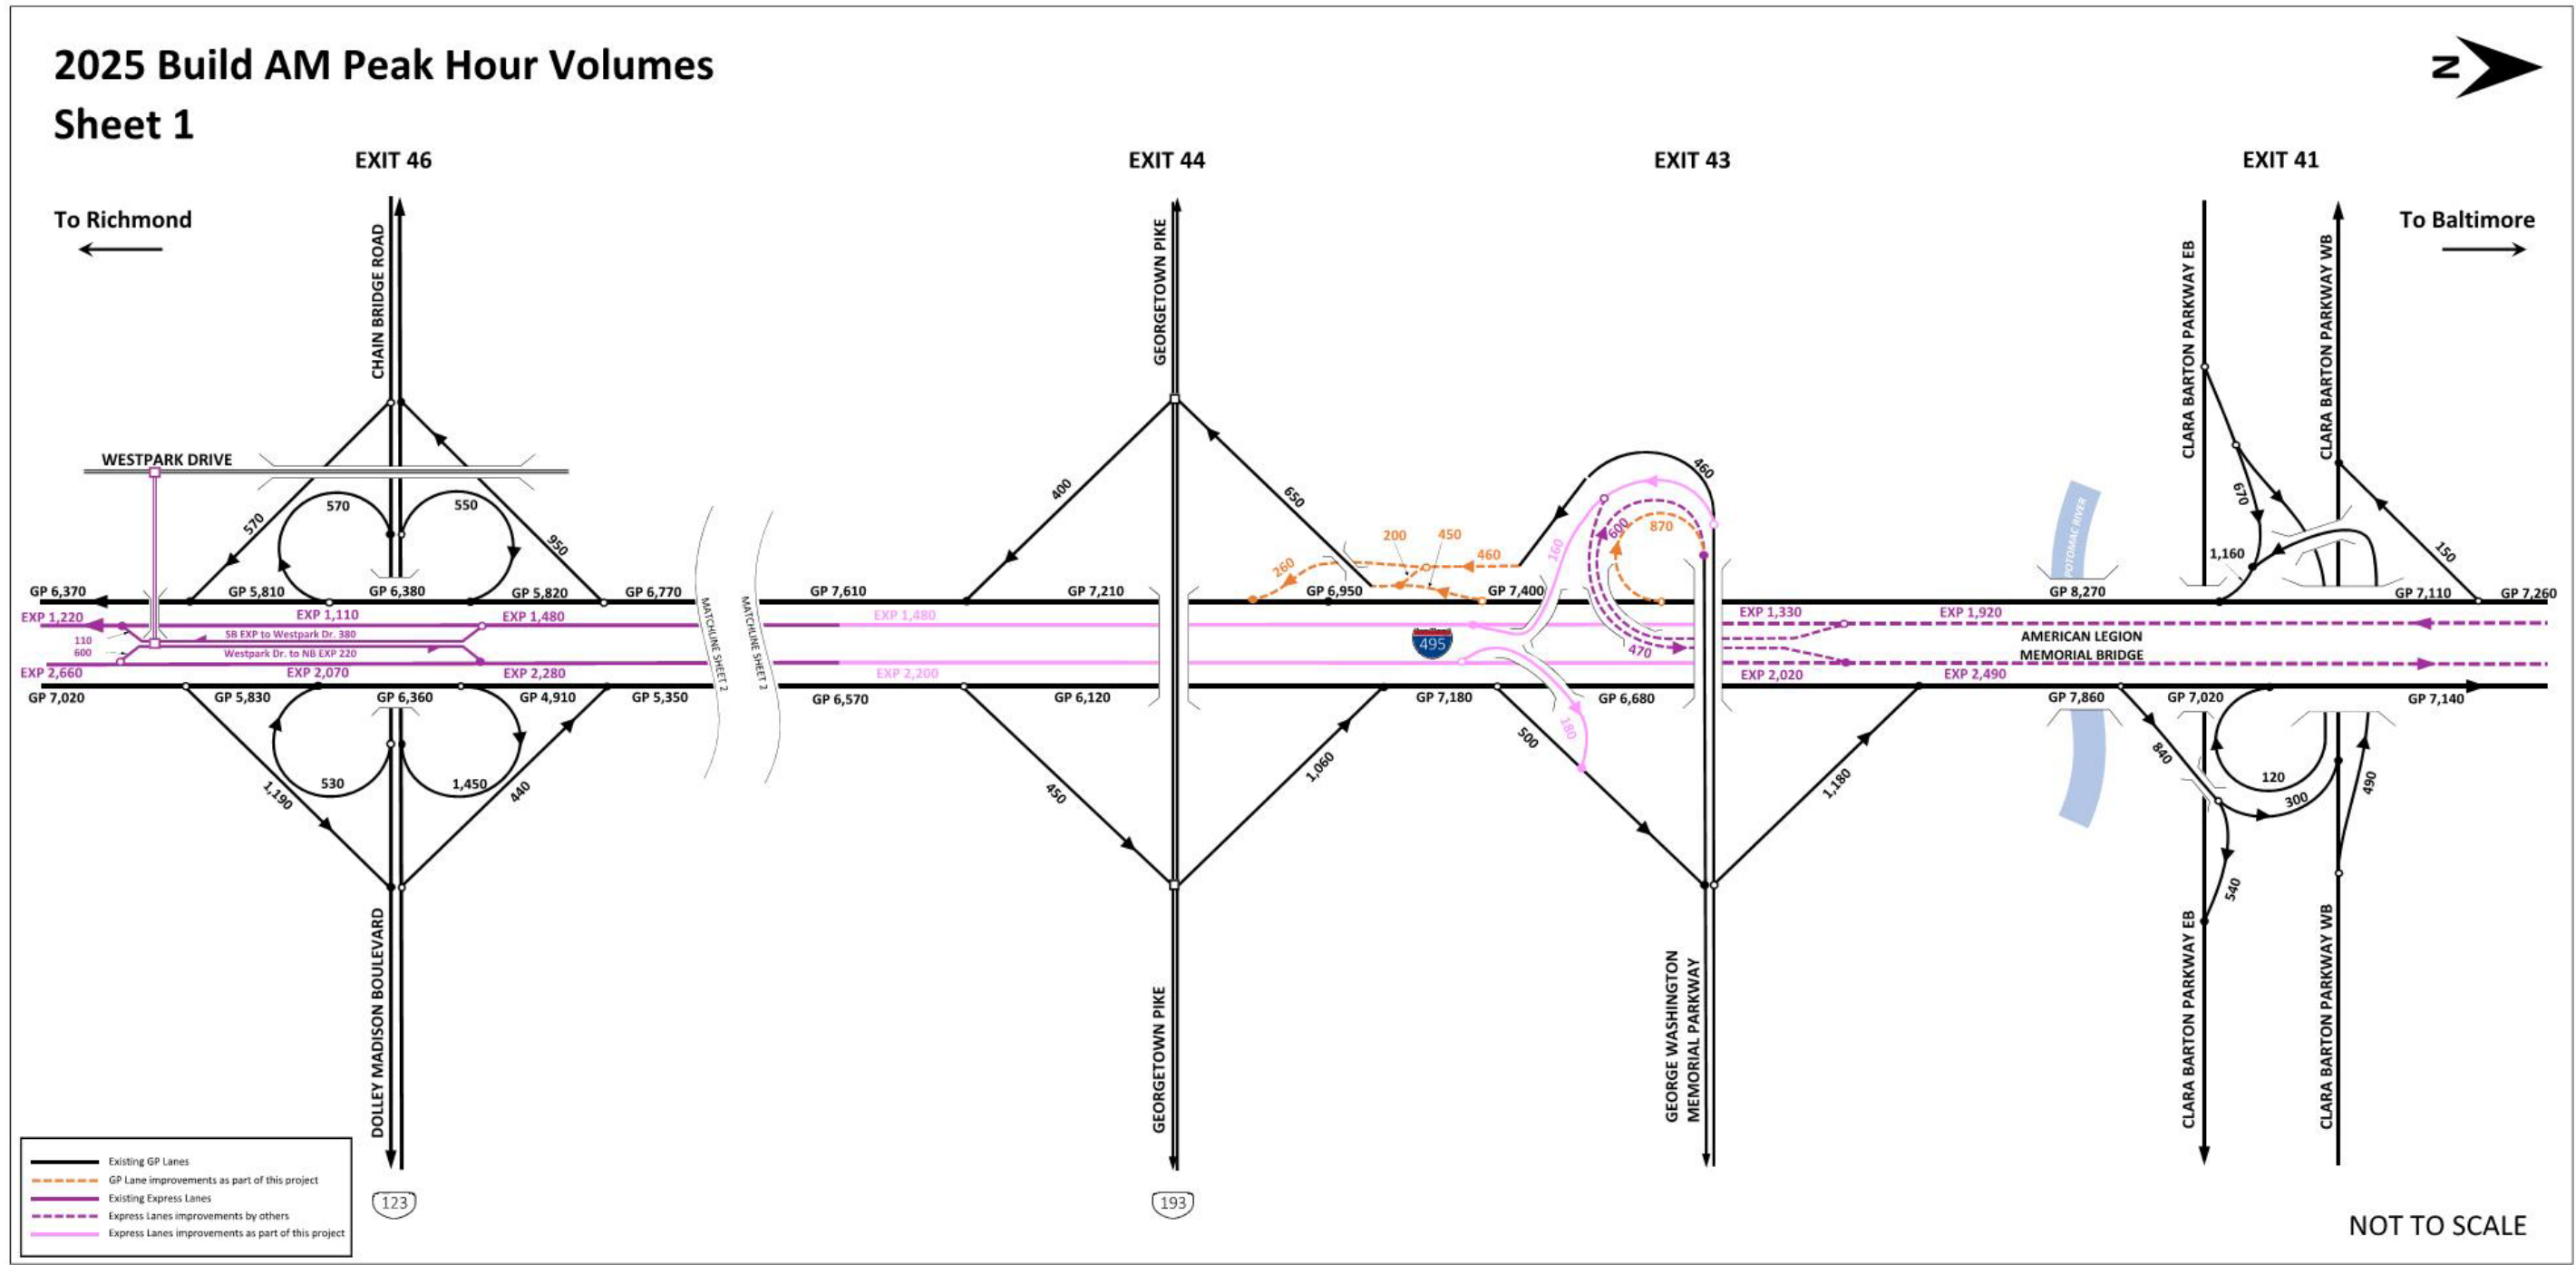 2025 Build AM Peak Hour Volumes
Sheet 1
N
EXIT 46
EXIT 44
EXIT 43
EXIT 41
To Richmond
To Baltimore
CHAIN BRIDGE ROAD
GEORGETOWN PIKE
CLARA BARTON PARKWAY EB
CLARA BARTON PARKWAY WB
WESTPARK DRIVE
570
570
550
950
400
650
200
450
460
260
160
600
870
460
POTOMAC RIVER
670
1,160
150
GP 6,370
GP 5,810
GP 6,380
GP 5,820
GP 6,770
GP 7,610
GP 7,210
GP 6,950
GP 7,400
GP 8,270
GP 7,110
GP 7,260
EXP 1,220
EXP 1,110
EXP 1,480
EXP 1,480
EXP 1,330
EXP 1,920
110
SB EXP to Westpark Dr. 380
600
Westpark Dr. to NB EXP 220
MATCHLINE SHEET 2
MATCHLINE SHEET 2
495
470
AMERICAN LEGION
MEMORIAL BRIDGE
EXP 2,660
EXP 2,070
EXP 2,280
EXP 2,200
EXP 2,020
EXP 2,490
GP 7,020
GP 5,830
GP 6,360
GP 4,910
GP 5,350
GP 6,570
GP 6,120
GP 7,180
GP 6,680
GP 7,860
GP 7,020
GP 7,140
1,190
530
1,450
440
450
1,060
500
180
1,180
840
120
300
490
540
DOLLEY MADISON BOULEVARD
GEORGETOWN PIKE
GEORGE WASHINGTON
MEMORIAL PARKWAY
CLARA BARTON PARKWAY EB
CLARA BARTON PARKWAY WB
Existing GP Lanes
GP Lane improvements as part of this project
Existing Express Lanes
Express Lanes improvements by others
Express Lanes improvements as part of this project
123
193
NOT TO SCALE